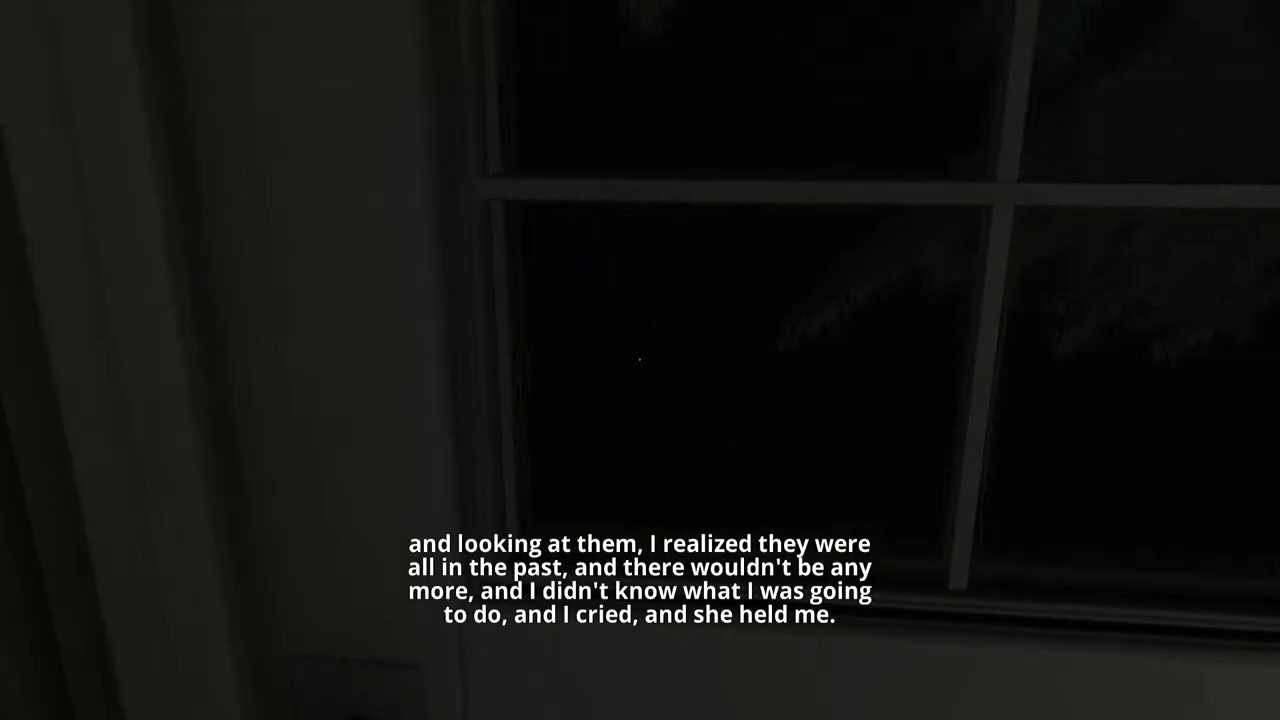 and looking at them, I realized they were
all in the past, and there wouldn't be any
more, and I didn't know what I was going
to do, and I cried, and she held me.